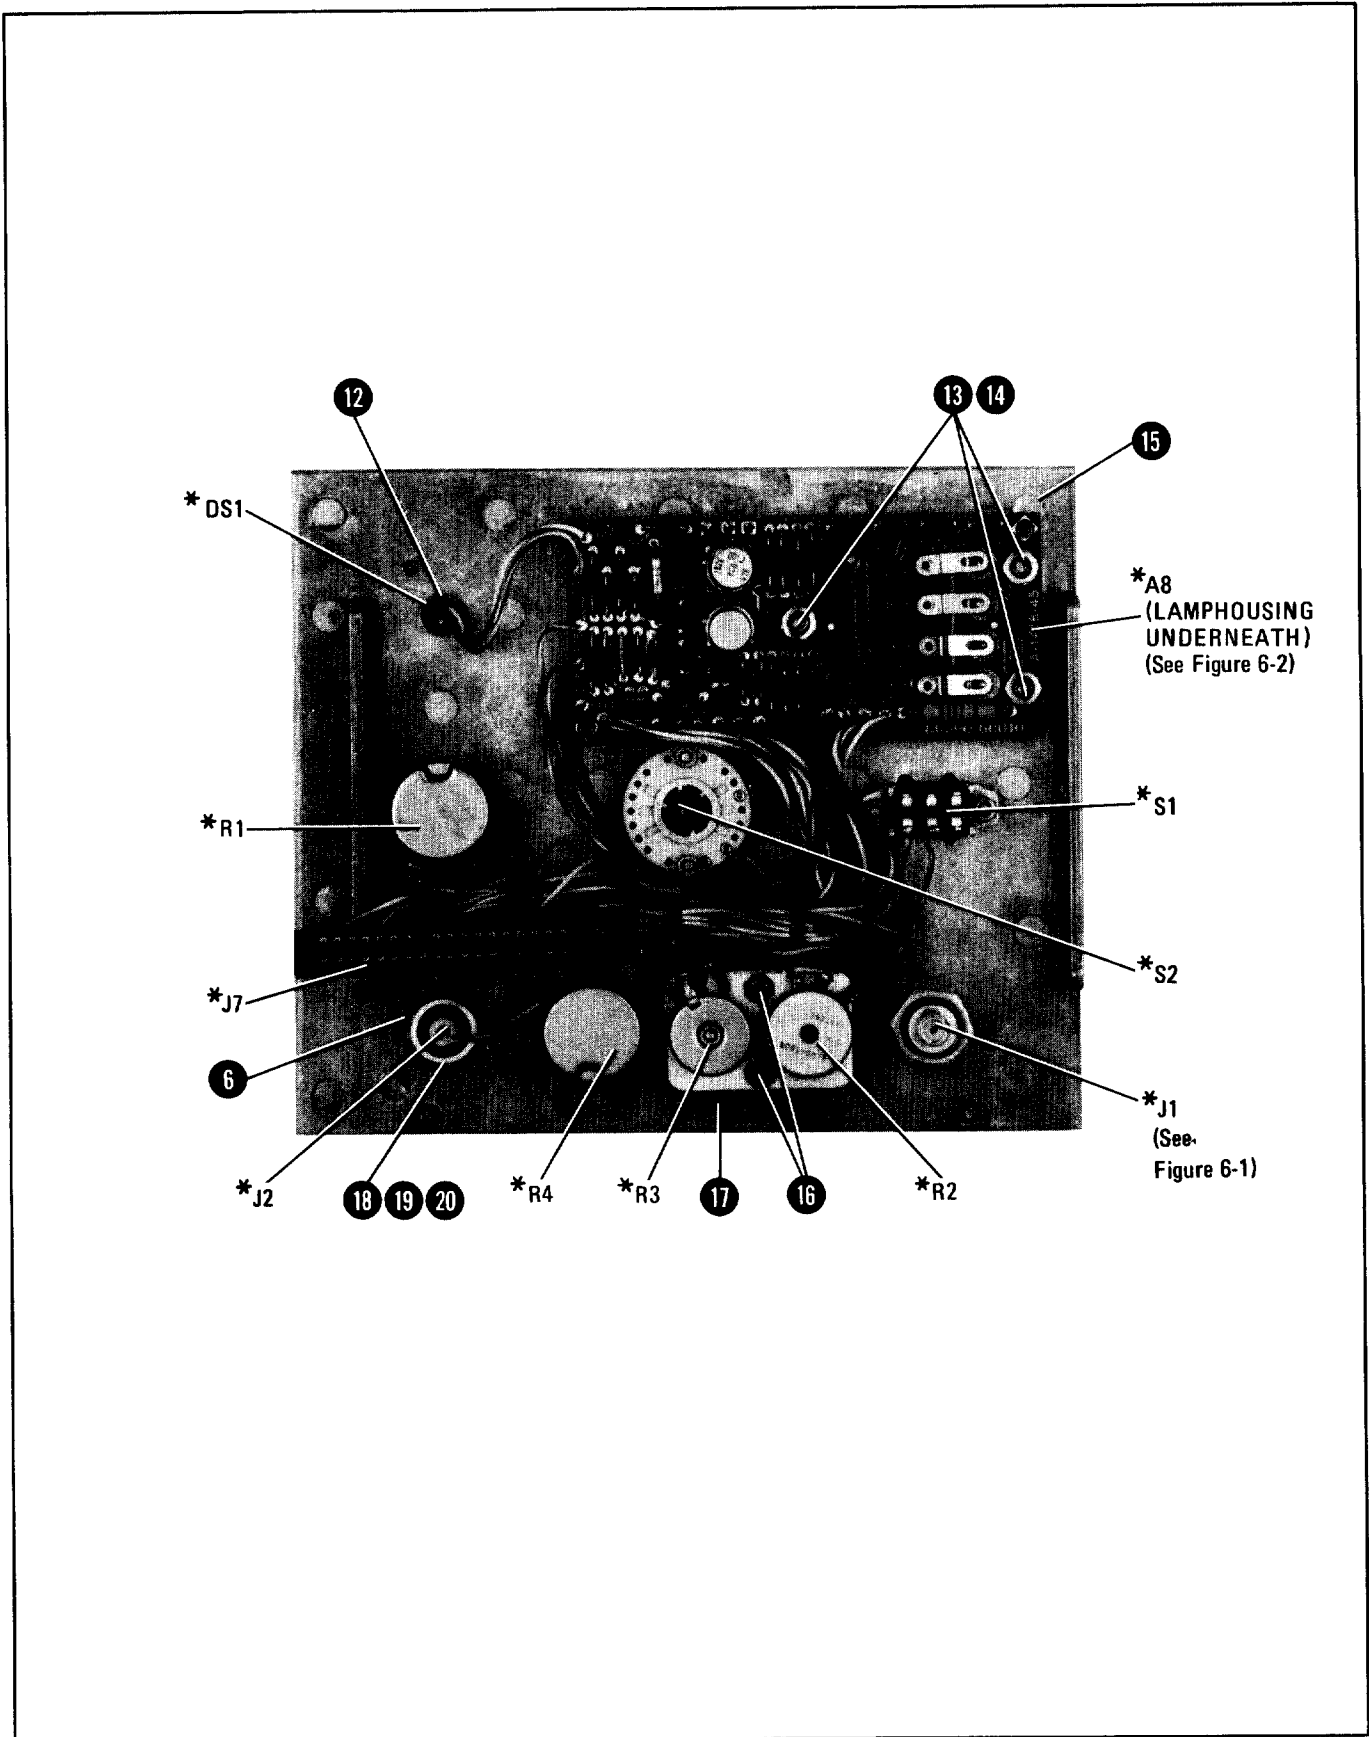 12
13 14
15
*DS1
*A8
(LAMPHOUSING
UNDERNEATH)
(See Figure 6-2)
*R1
*S1
*S2
*J7
6
*J1
(See
Figure 6-1)
*J2
18 19 20
*R4
*R3
17
16
*R2